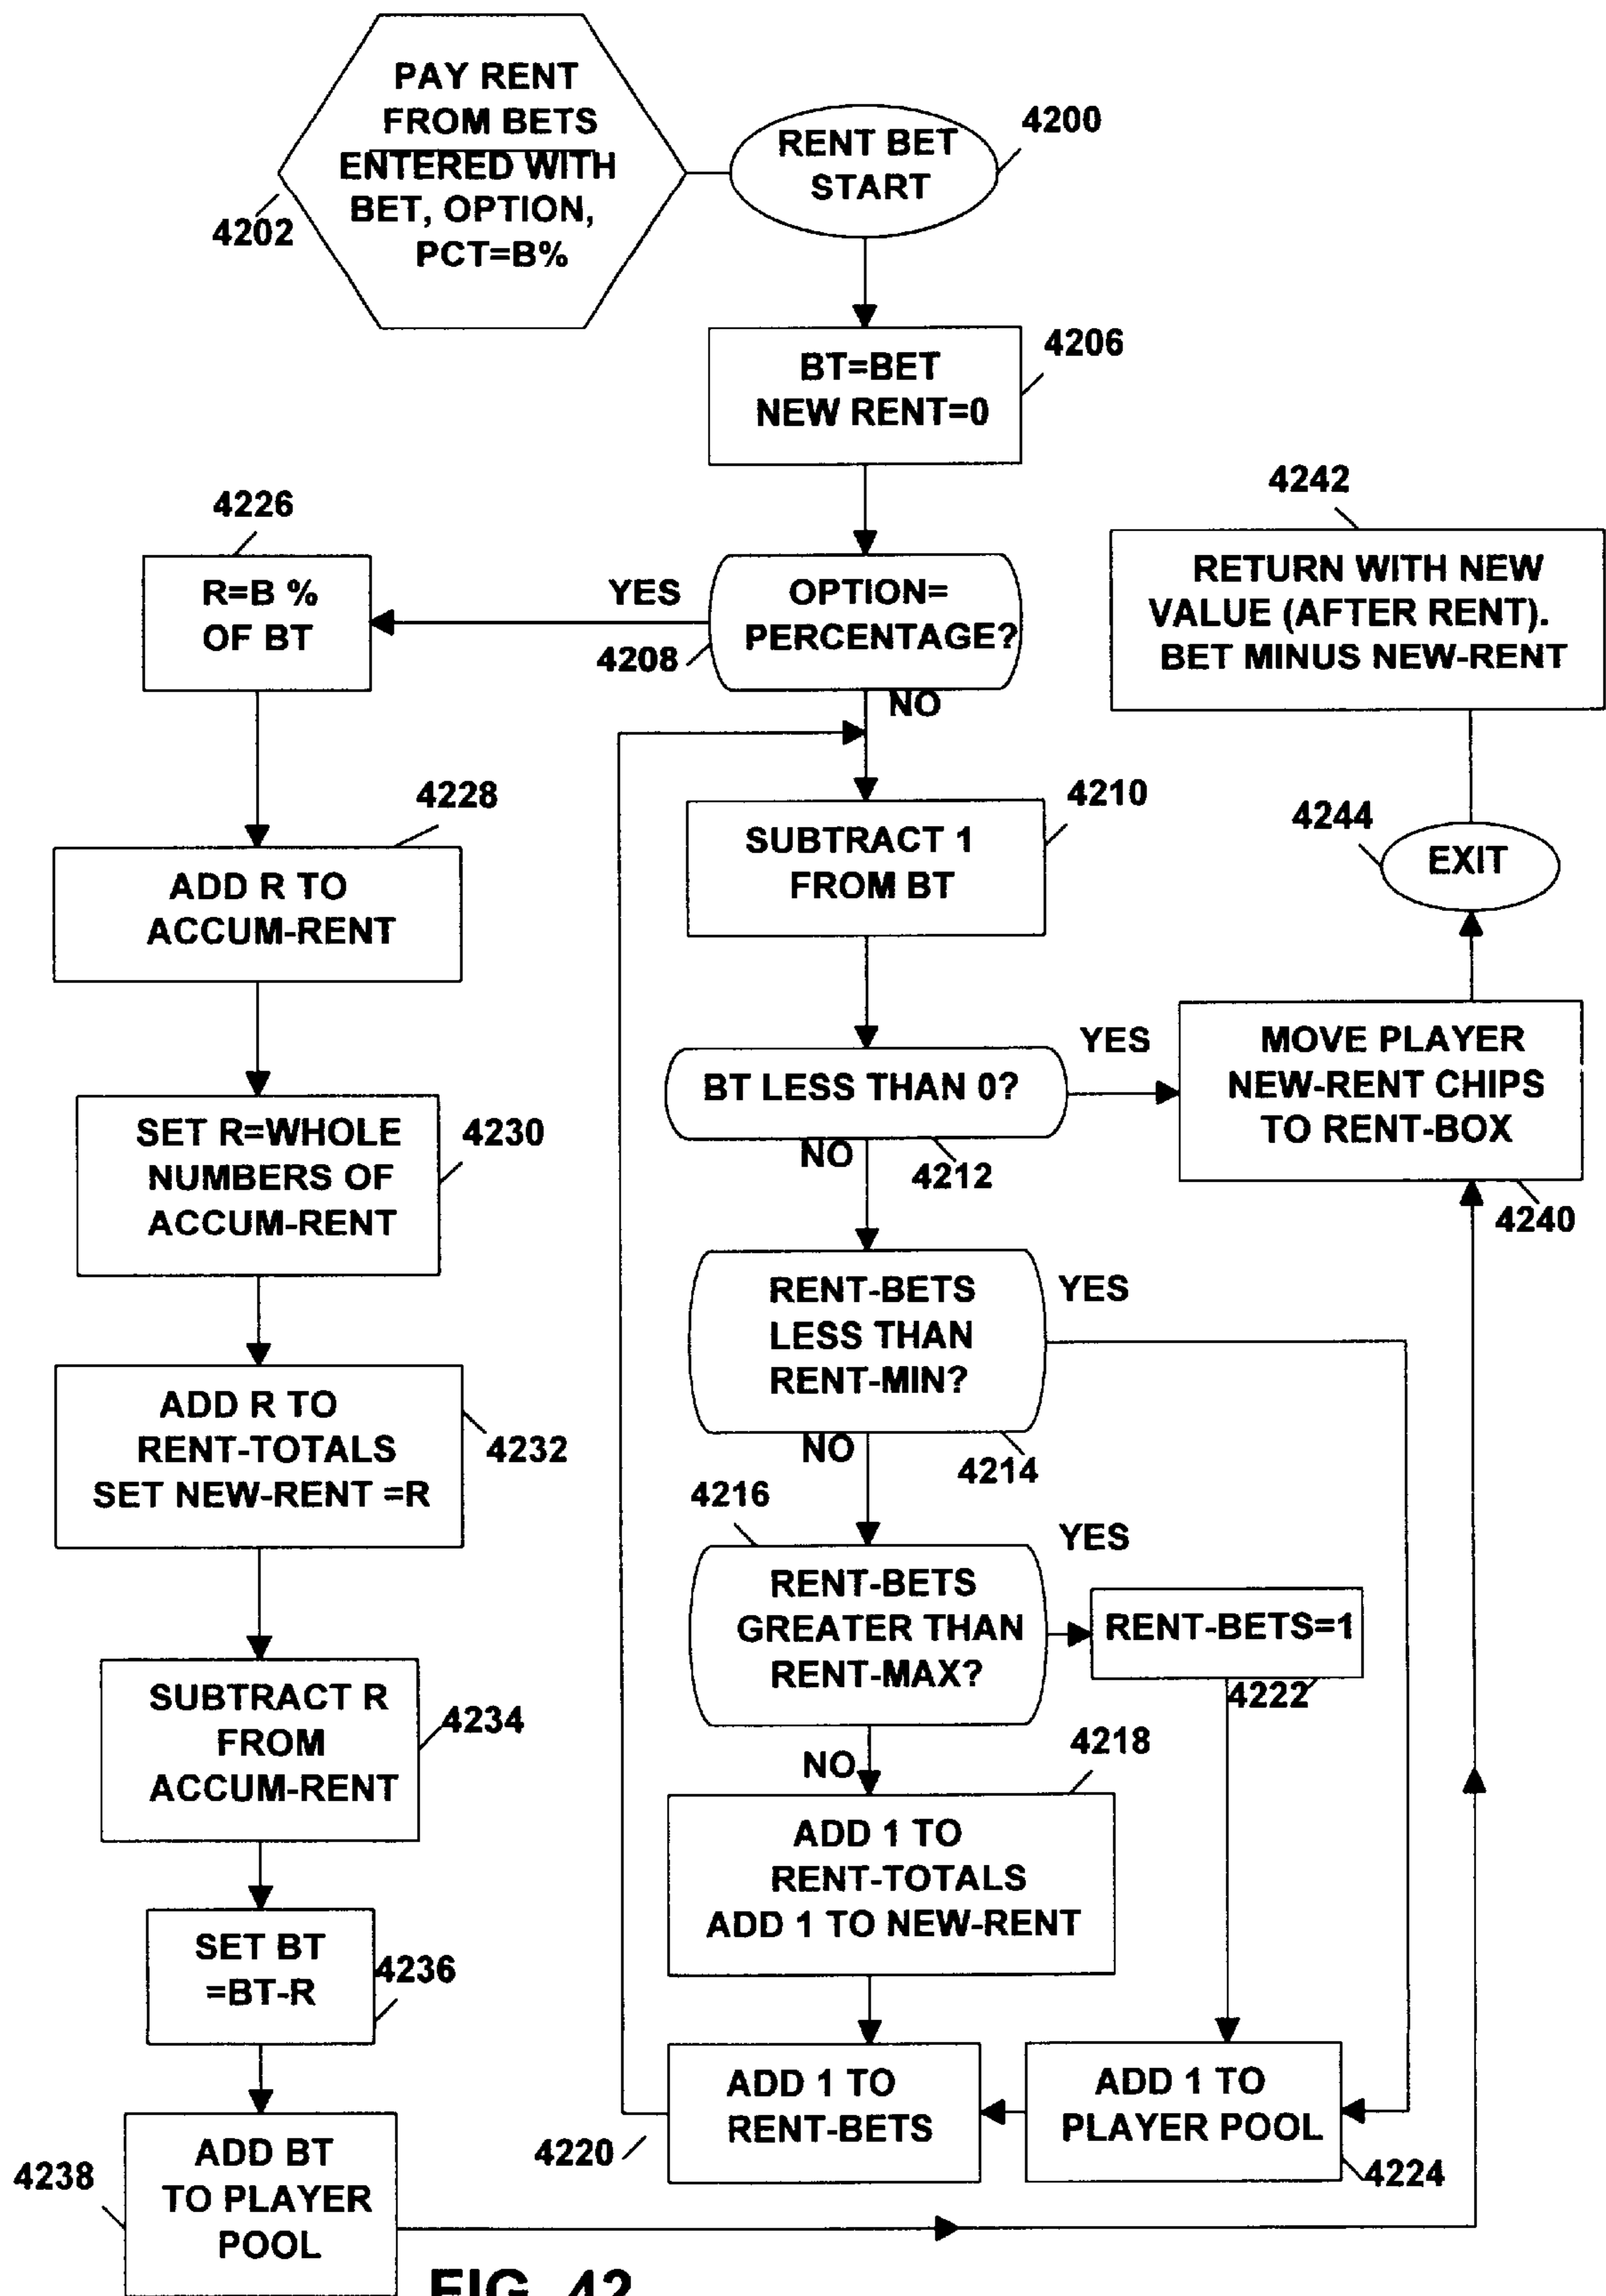 PAY RENT
FROM BETS
ENTERED WITH
BET, OPTION,
PCT=B%
4202
RENT BET
START
4200
BT=BET
NEW RENT=0
4206
OPTION=
PERCENTAGE?
4208
YES
NO
4226
R=B %
OF BT
4228
ADD R TO
ACCUM-RENT
SET R=WHOLE
NUMBERS OF
ACCUM-RENT
4230
ADD R TO
RENT-TOTALS
SET NEW-RENT =R
4232
SUBTRACT R
FROM
ACCUM-RENT
4234
SET BT
=BT-R
4236
4238
ADD BT
TO PLAYER
POOL
SUBTRACT 1
FROM BT
4210
BT LESS THAN 0?
YES
NO
4212
RENT-BETS
LESS THAN
RENT-MIN?
YES
NO
4214
4216
RENT-BETS
GREATER THAN
RENT-MAX?
YES
NO
RENT-BETS=1
4222
4218
ADD 1 TO
RENT-TOTALS
ADD 1 TO NEW-RENT
ADD 1 TO
RENT-BETS
4220
ADD 1 TO
PLAYER POOL
4224
4242
RETURN WITH NEW
VALUE (AFTER RENT).
BET MINUS NEW-RENT
4244
EXIT
MOVE PLAYER
NEW-RENT CHIPS
TO RENT-BOX
4240
FIG. 42